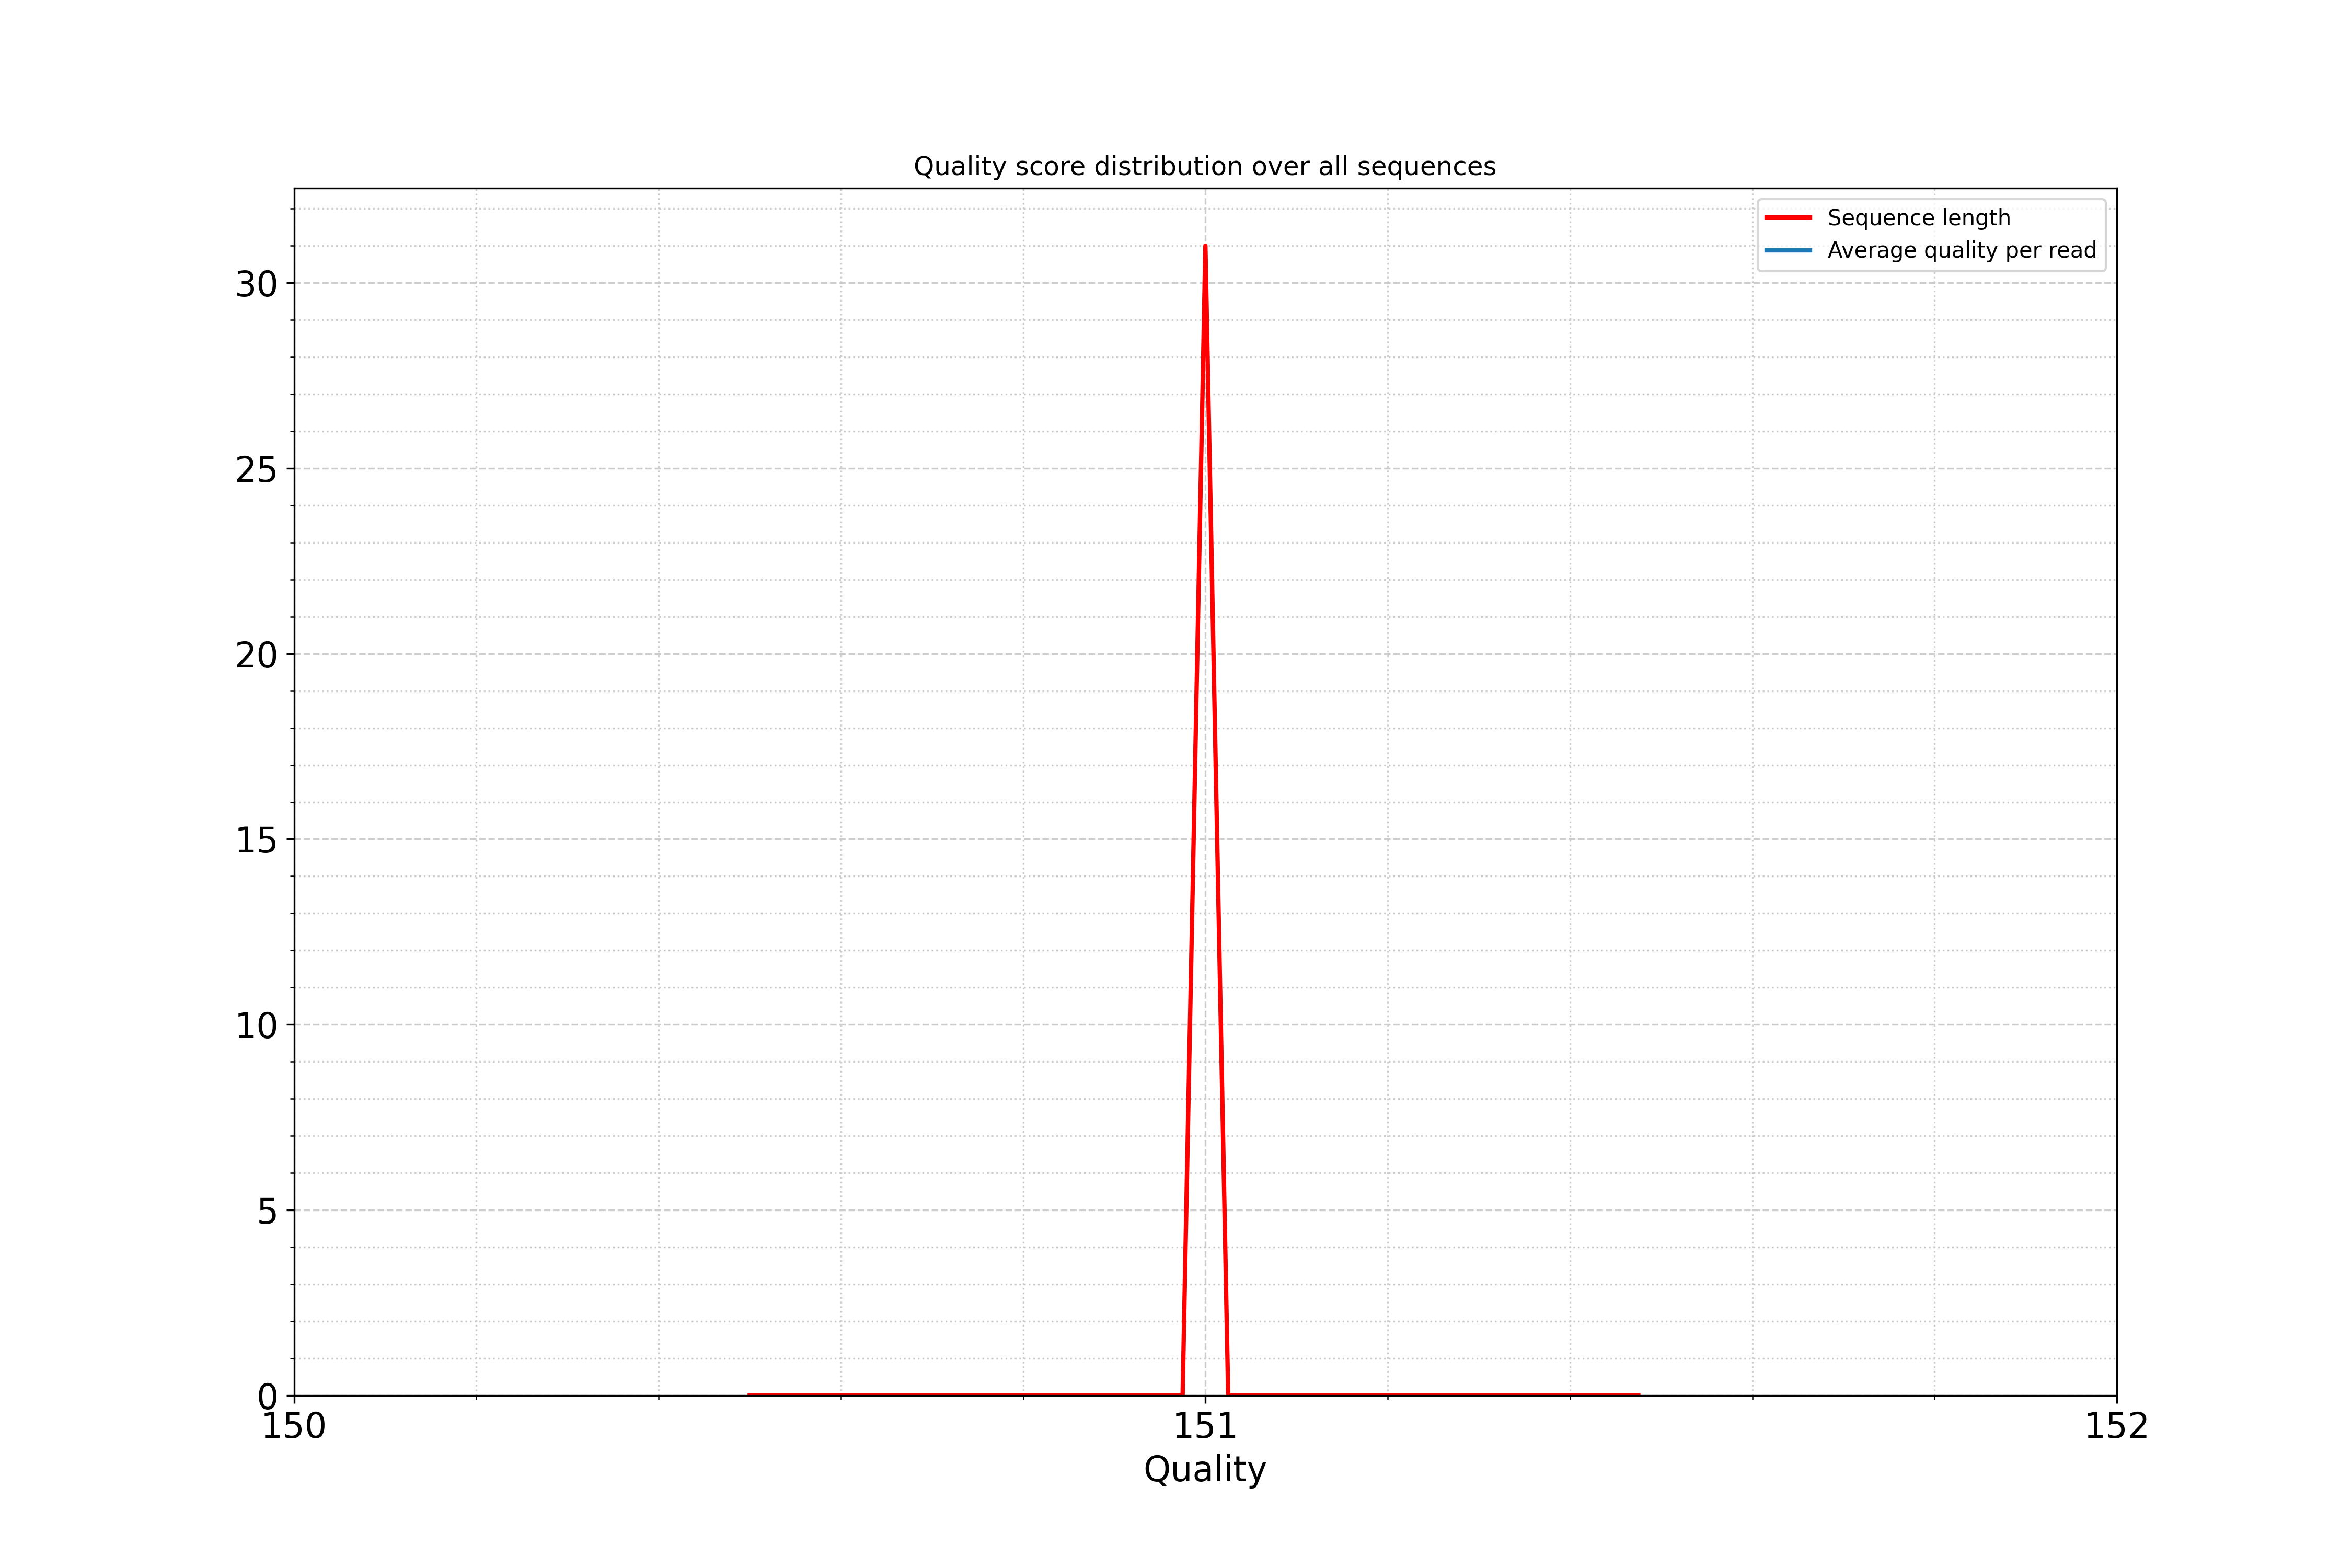 Quality score distribution over all sequences
Sequence length
Average quality per read
30
25
20
15
10
5
0
150
151
152
Quality